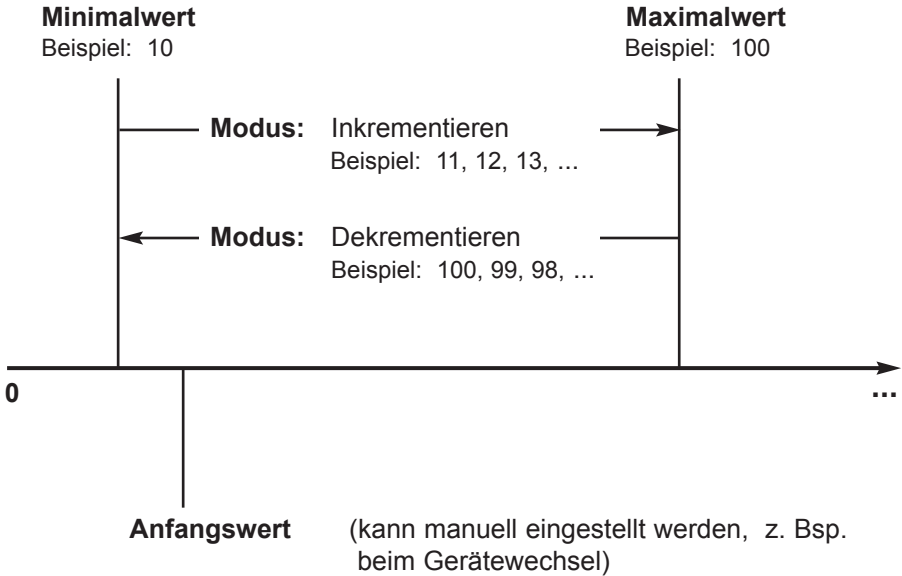 Minimalwert
Beispiel: 10
Maximalwert
Beispiel: 100
Modus: Inkrementieren
Beispiel: 11, 12, 13, ...
Modus: Dekrementieren
Beispiel: 100, 99, 98, ...
0
...
Anfangswert (kann manuell eingestellt werden, z. Bsp.
beim Gerätewechsel)